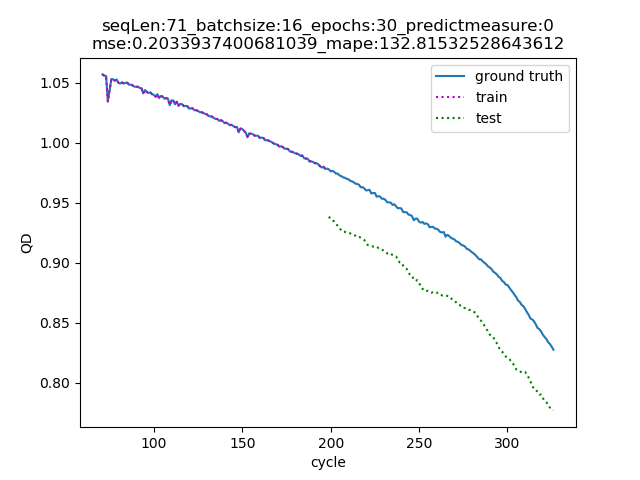 seqLen:71_batchsize:16_epochs:30_predictmeasure:0
mse:0.2033937400681039_mape:132.81532528643612
ground truth
train
test
1.05
1.00
0.95
0.90
0.85
0.80
QD
100
150
200
250
300
cycle